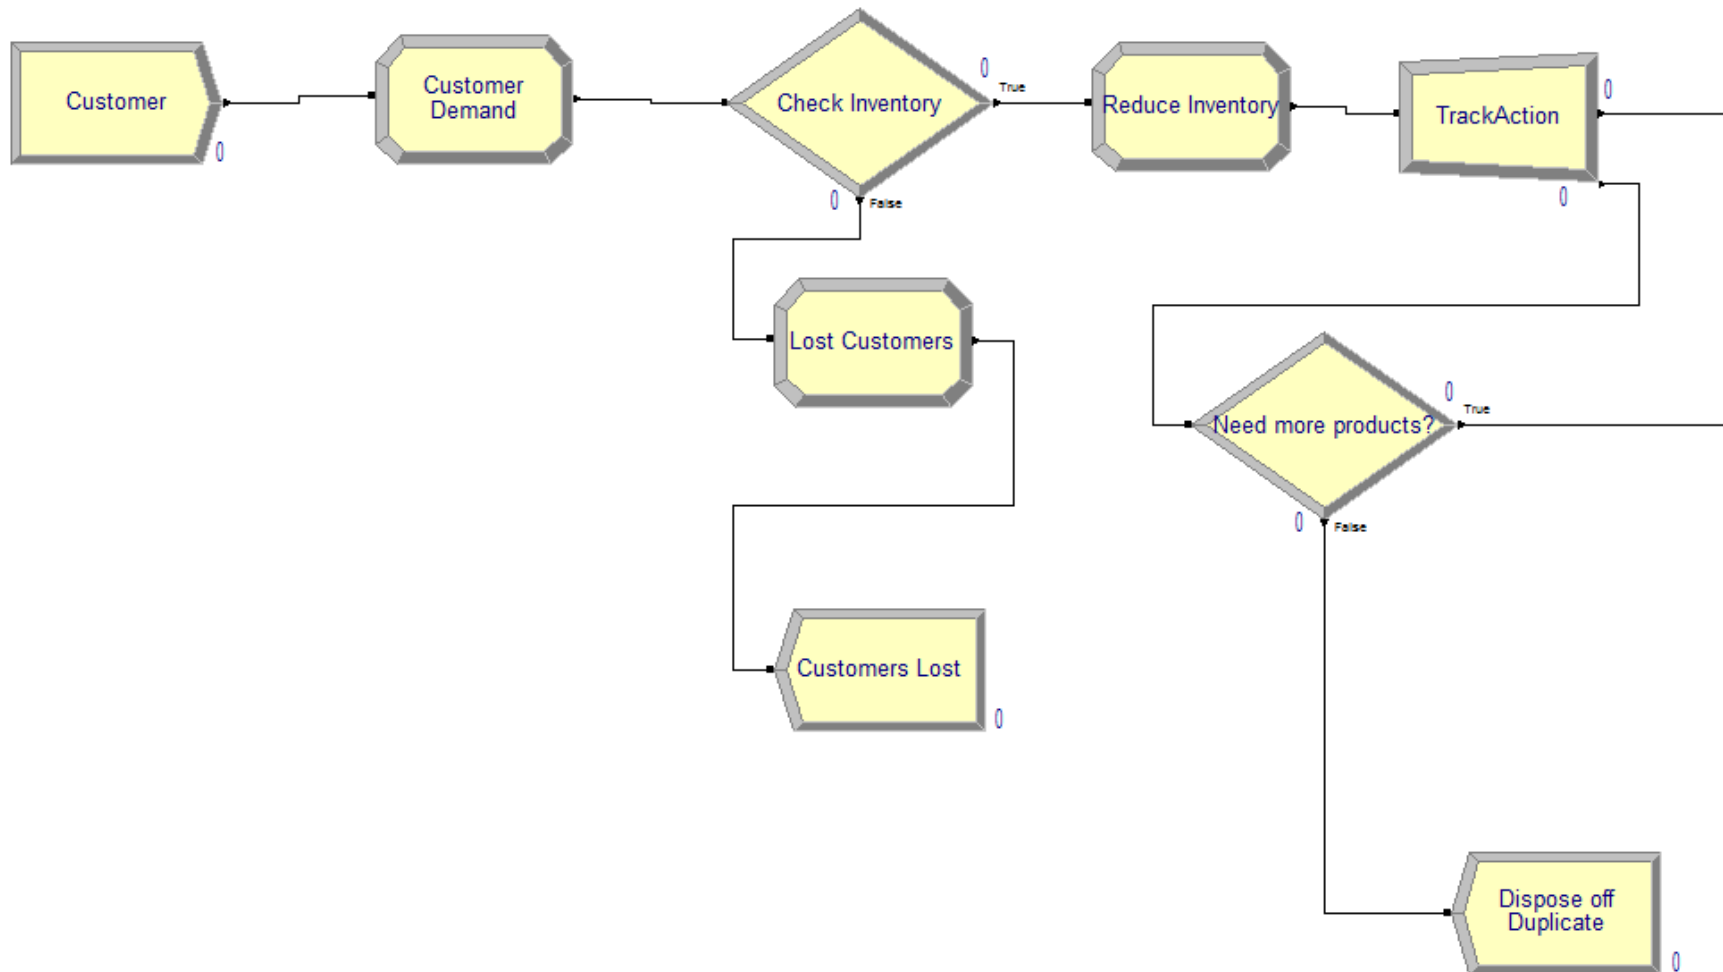 Customer
0
Customer
Demand
Check Inventory
0
True
0
False
Reduce Inventory
TrackAction
0
0
Lost Customers
Need more products?
0
True
0
False
Customers Lost
0
Dispose off
Duplicate
0